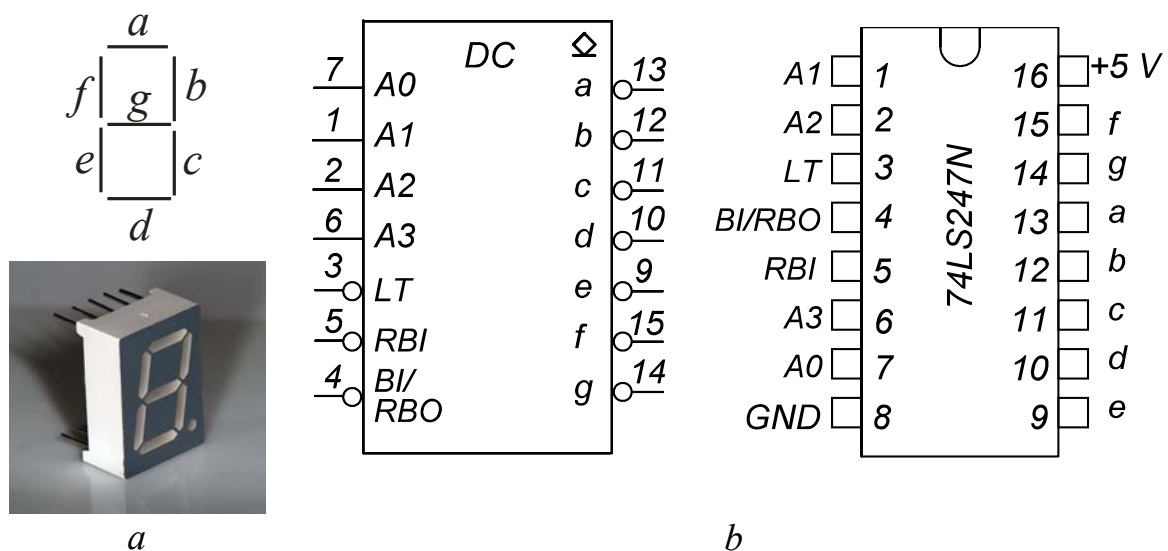 a
f
g
b
e
c
d
a
DC
7 A0
1 A1
2 A2
6 A3
3 LT
5 RBI
4 BI/
RBO
a 13
b 12
c 11
d 10
e 9
f 15
g 14
A1 1
A2 2
LT 3
BI/RBO 4
RBI 5
A3 6
A0 7
GND 8
74LS247N
16 +5 V
15 f
14 g
13 a
12 b
11 c
10 d
9 e
b